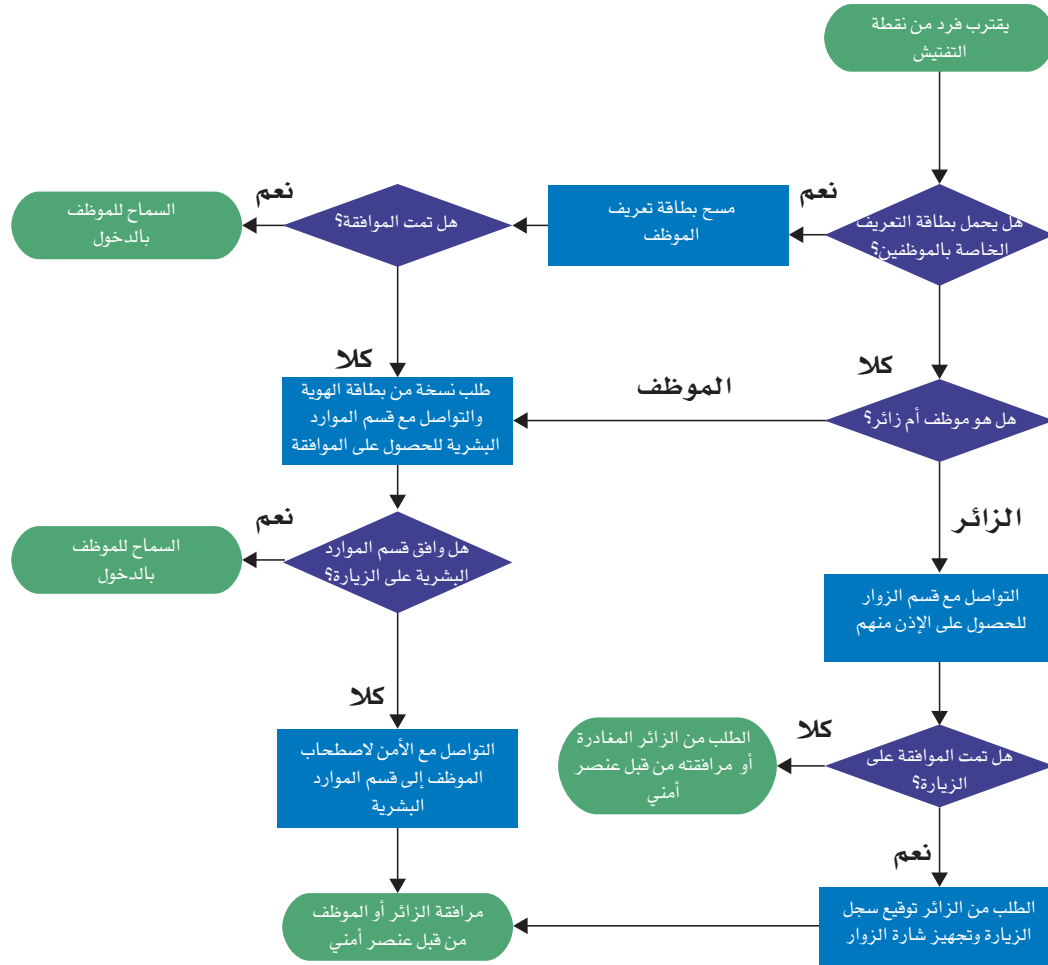 يقترب فرد من نقطة
التفتيش
هل يحمل بطاقة التعريف
الخاصة بالموظفين؟
نعم
مسح بطاقة تعريف
الموظف
هل تمت الموافقة؟
نعم
السماح للموظف
بالدخول
كلا
كلا
هل هو موظف أم زائر؟
الموظف
طلب نسخة من بطاقة الهوية
والتواصل مع قسم الموارد
البشرية للحصول على الموافقة
الزائر
هل وافق قسم الموارد
البشرية على الزيارة؟
نعم
السماح للموظف
بالدخول
التواصل مع قسم الزوار
للحصول على الإذن منهم
كلا
هل تمت الموافقة على
الزيارة؟
كلا
الطلب من الزائر المغادرة
أو مرافقته من قبل عنصر
أمني
التواصل مع الأمن لاصطحاب
الموظف إلى قسم الموارد
البشرية
نعم
الطلب من الزائر توقيع سجل
الزيارة وتجهيز شارة الزوار
مرافقة الزائر أو الموظف
من قبل عنصر أمني